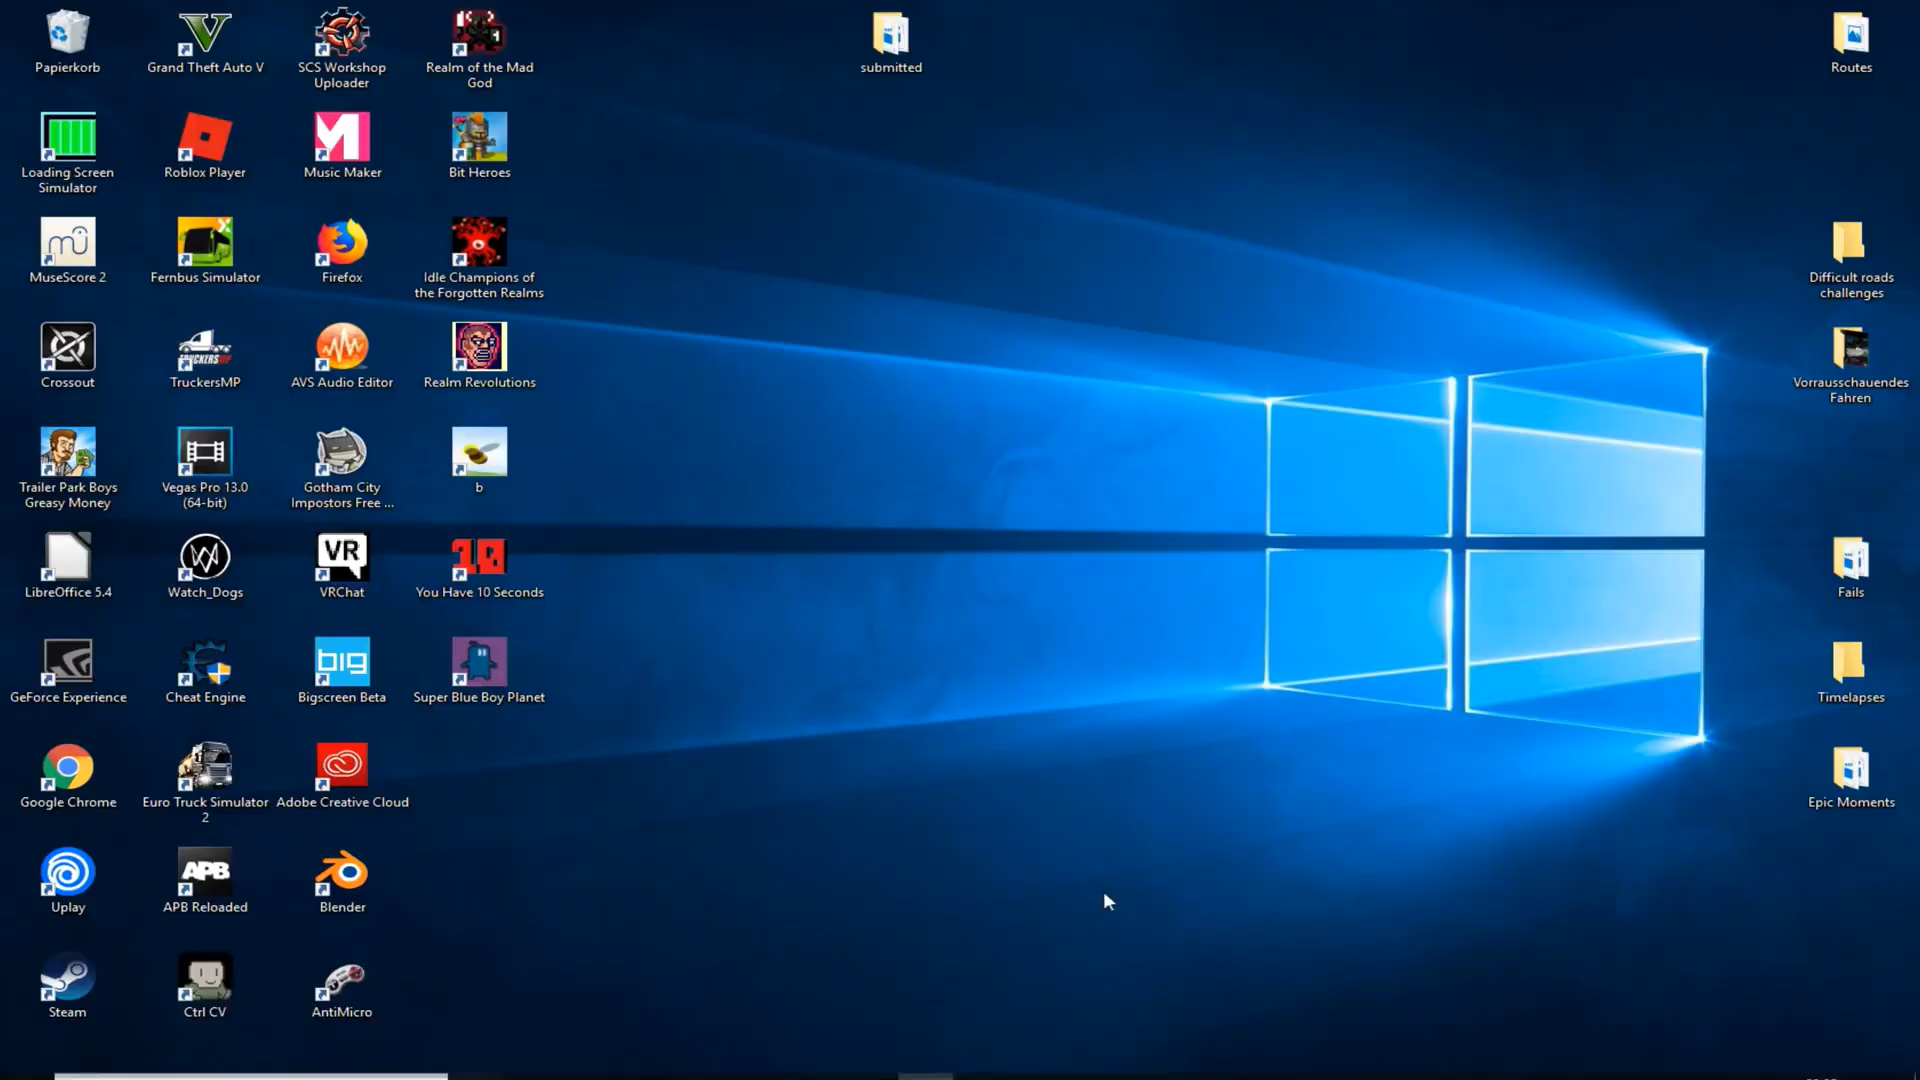 Papierkorb
Grand Theft Auto V
SCS Workshop
Uploader
Realm of the Mad
God
submitted
Routes
Loading Screen
Simulator
Roblox Player
Music Maker
Bit Heroes
MuseScore 2
Fernbus Simulator
Firefox
Idle Champions of
the Forgotten Realms
Difficult roads
challenges
Crossout
TruckersMP
AVS Audio Editor
Realm Revolutions
Vorrausschauendes
Fahren
Trailer Park Boys
Greasy Money
Vegas Pro 13.0
(64-bit)
Gotham City
Impostors Free ...
b
VR
10
LibreOffice 5.4
Watch_Dogs
VRChat
You Have 10 Seconds
Fails
big
GeForce Experience
Cheat Engine
Bigscreen Beta
Super Blue Boy Planet
Timelapses
Google Chrome
Euro Truck Simulator
2
Adobe Creative Cloud
Epic Moments
APB
Uplay
APB Reloaded
Blender
Steam
Ctrl CV
AntiMicro